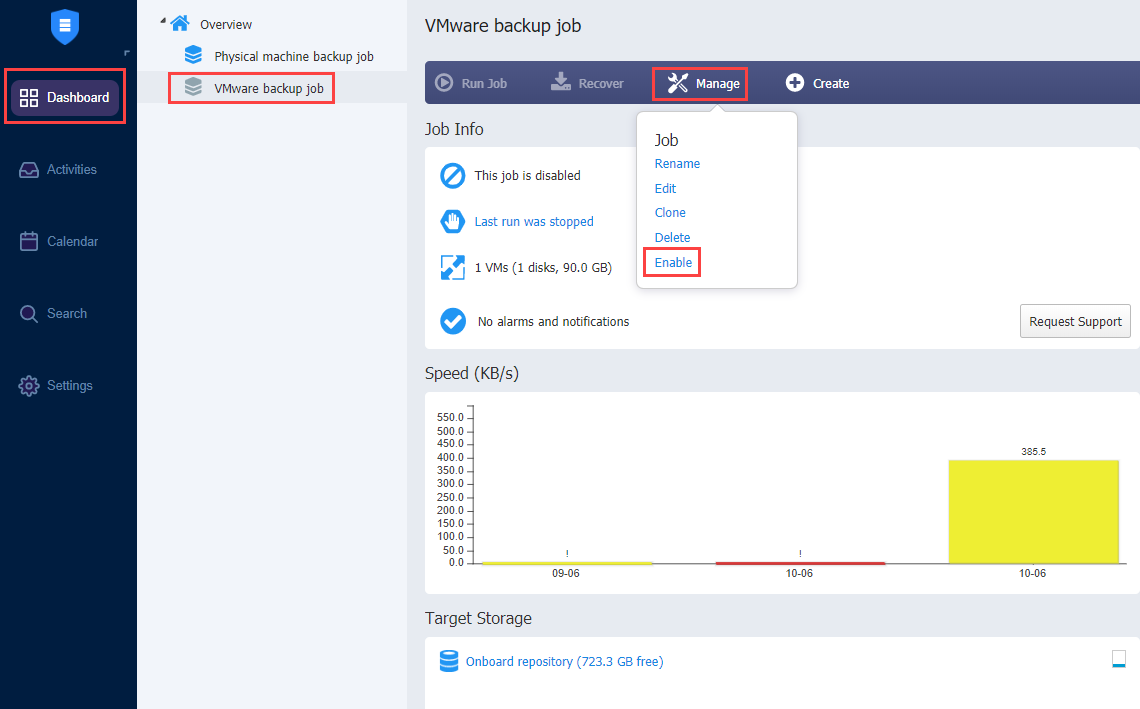 Dashboard
Activities
Calendar
Search
Settings
Overview
Physical machine backup job
VMware backup job
VMware backup job
Run Job
Recover
Manage
Create
Job Info
This job is disabled
Last run was stopped
1 VMs (1 disks, 90.0 GB)
No alarms and notifications
Request Support
Job
Rename
Edit
Clone
Delete
Enable
Speed (KB/s)
550.0
500.0
450.0
400.0
350.0
300.0
250.0
200.0
150.0
100.0
50.0
0.0
!
!
385.5
09-06
10-06
10-06
Target Storage
Onboard repository (723.3 GB free)